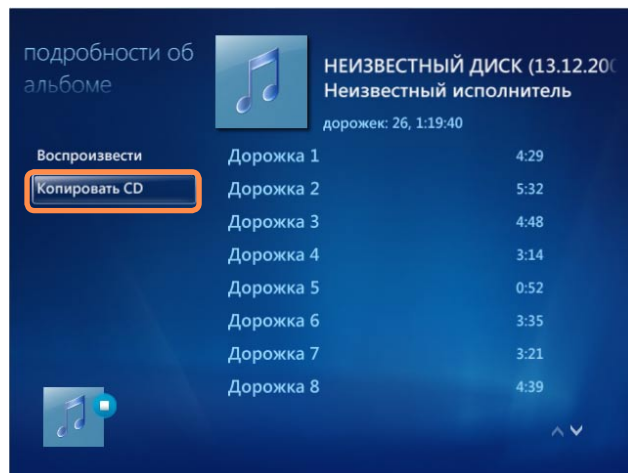 подробности об
альбоме
НЕИЗВЕСТНЫЙ ДИСК (13.12.200
Неизвестный исполнитель
дорожек: 26, 1:19:40
Воспроизвести
Копировать CD
Дорожка 1 4:29
Дорожка 2 5:32
Дорожка 3 4:48
Дорожка 4 3:14
Дорожка 5 0:52
Дорожка 6 3:35
Дорожка 7 3:21
Дорожка 8 4:39